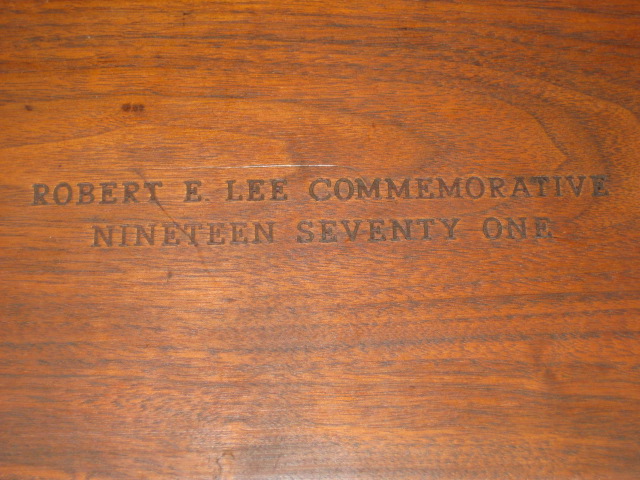 ROBERT E. LEE COMMEMORATIVE
NINETEEN SEVENTY ONE